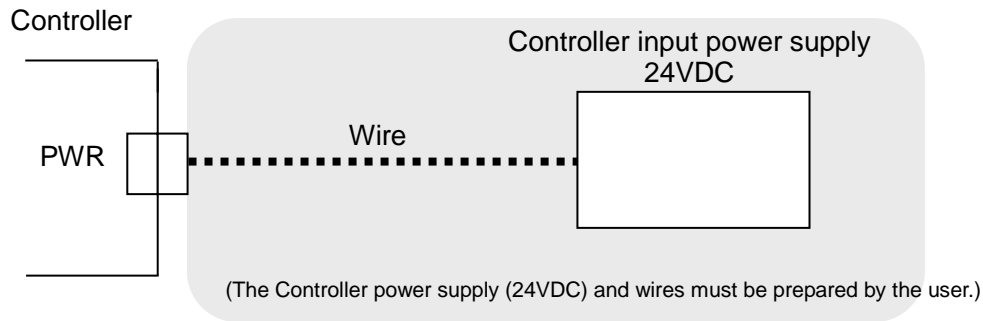 Controller
Controller input power supply
24VDC
Wire
PWR
(The Controller power supply (24VDC) and wires must be prepared by the user.)